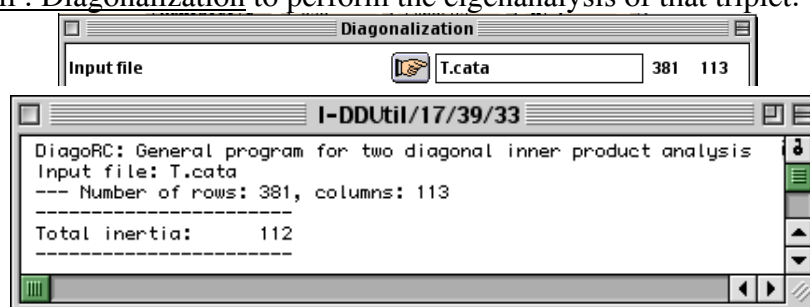 : Diagonalization to perform the eigenanalysis of that triplet.
Diagonalization
Input file T.cata 381 113
I-DDUtil/17/39/33
DiagoRC: General program for two diagonal inner product analysis
Input file: T.cata
--- Number of rows: 381, columns: 113
-----------------------
Total inertia: 112
-----------------------